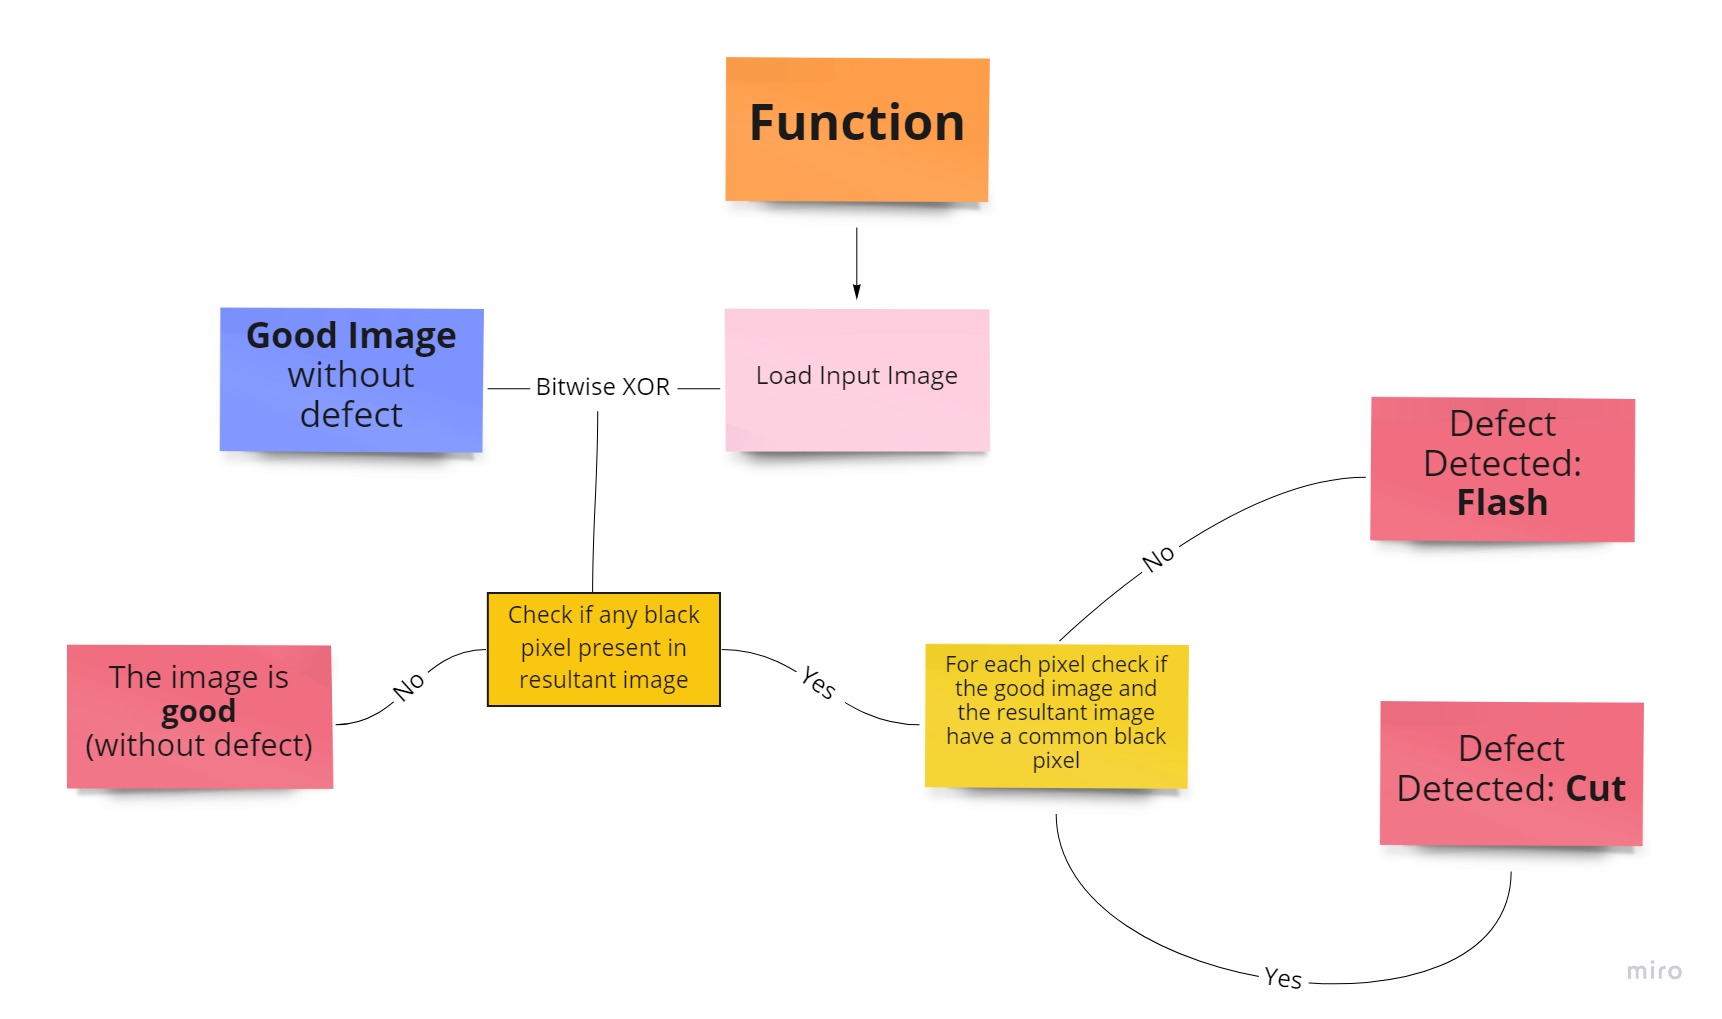 Function
Good Image
without
defect
Bitwise XOR
Load Input Image
Defect
Detected:
Flash
No
Check if any black
pixel present in
resultant image
The image is
good
(without defect)
No
Yes
For each pixel check if
the good image and
the resultant image
have a common black
pixel
Defect
Detected: Cut
Yes
miro